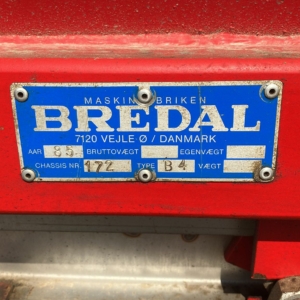 MASKINFABRIKEN
BREDAL
7120 VEJLE Ø / DANMARK
AAR 85 BRUTTOVÆGT EGENVÆGT
CHASSIS NR. 172 TYPE B4 VÆGT